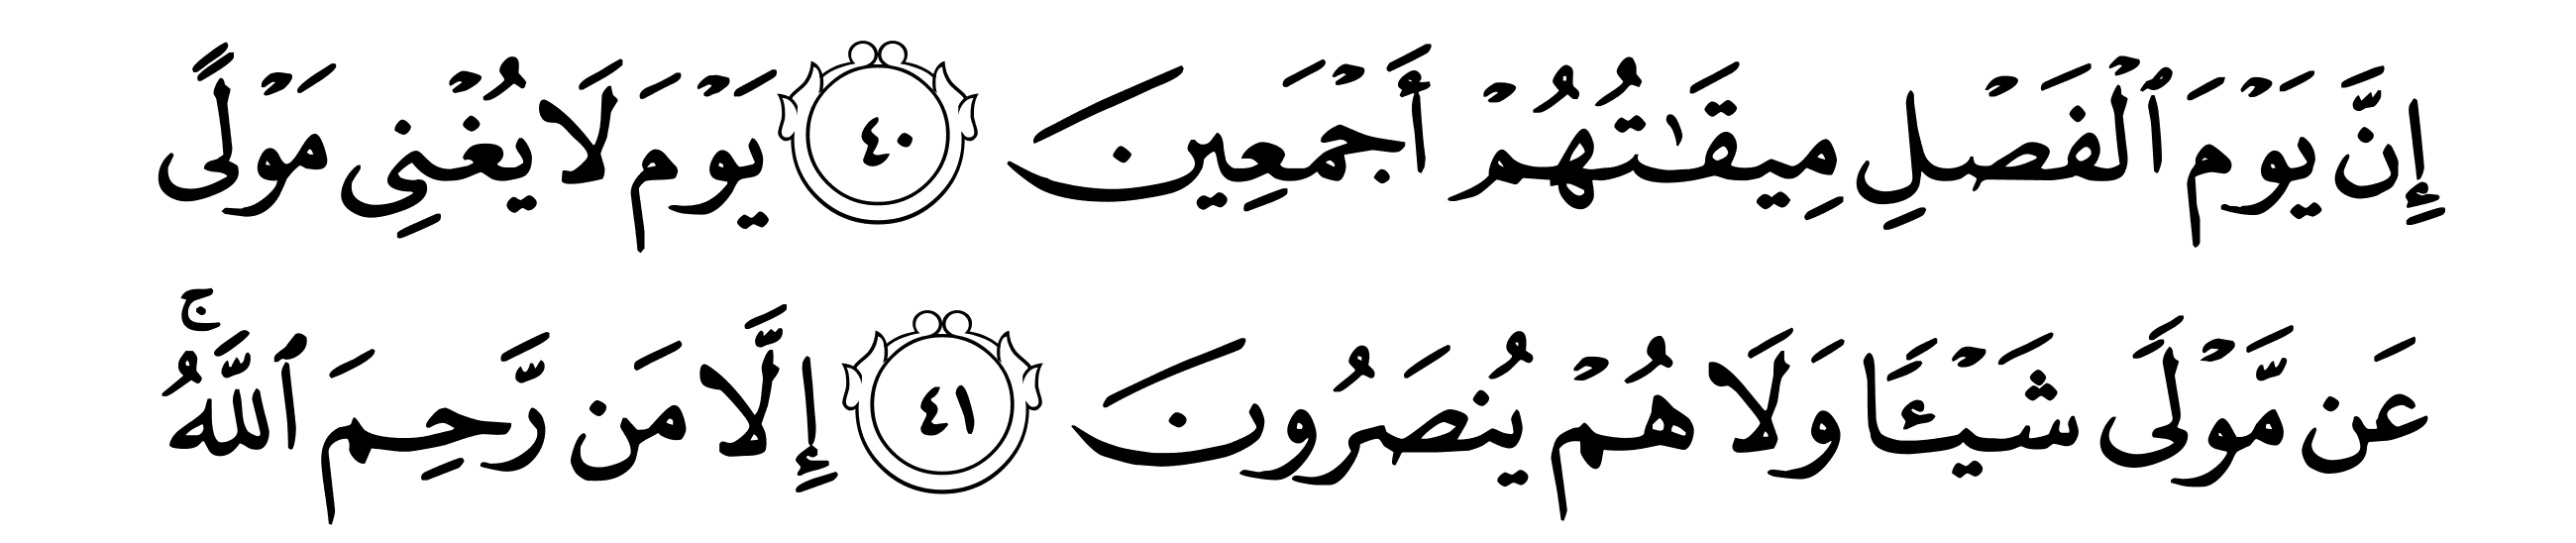 إِنَّ يَوْمَ ٱلْفَصْلِ مِيقَٰتُهُمْ أَجْمَعِينَ ٤٠ يَوْمَ لَا يُغْنِى مَوْلًى
عَن مَّوْلًى شَيْـًٔا وَلَا هُمْ يُنصَرُونَ ٤١ إِلَّا مَن رَّحِمَ ٱللَّهُ ۚ